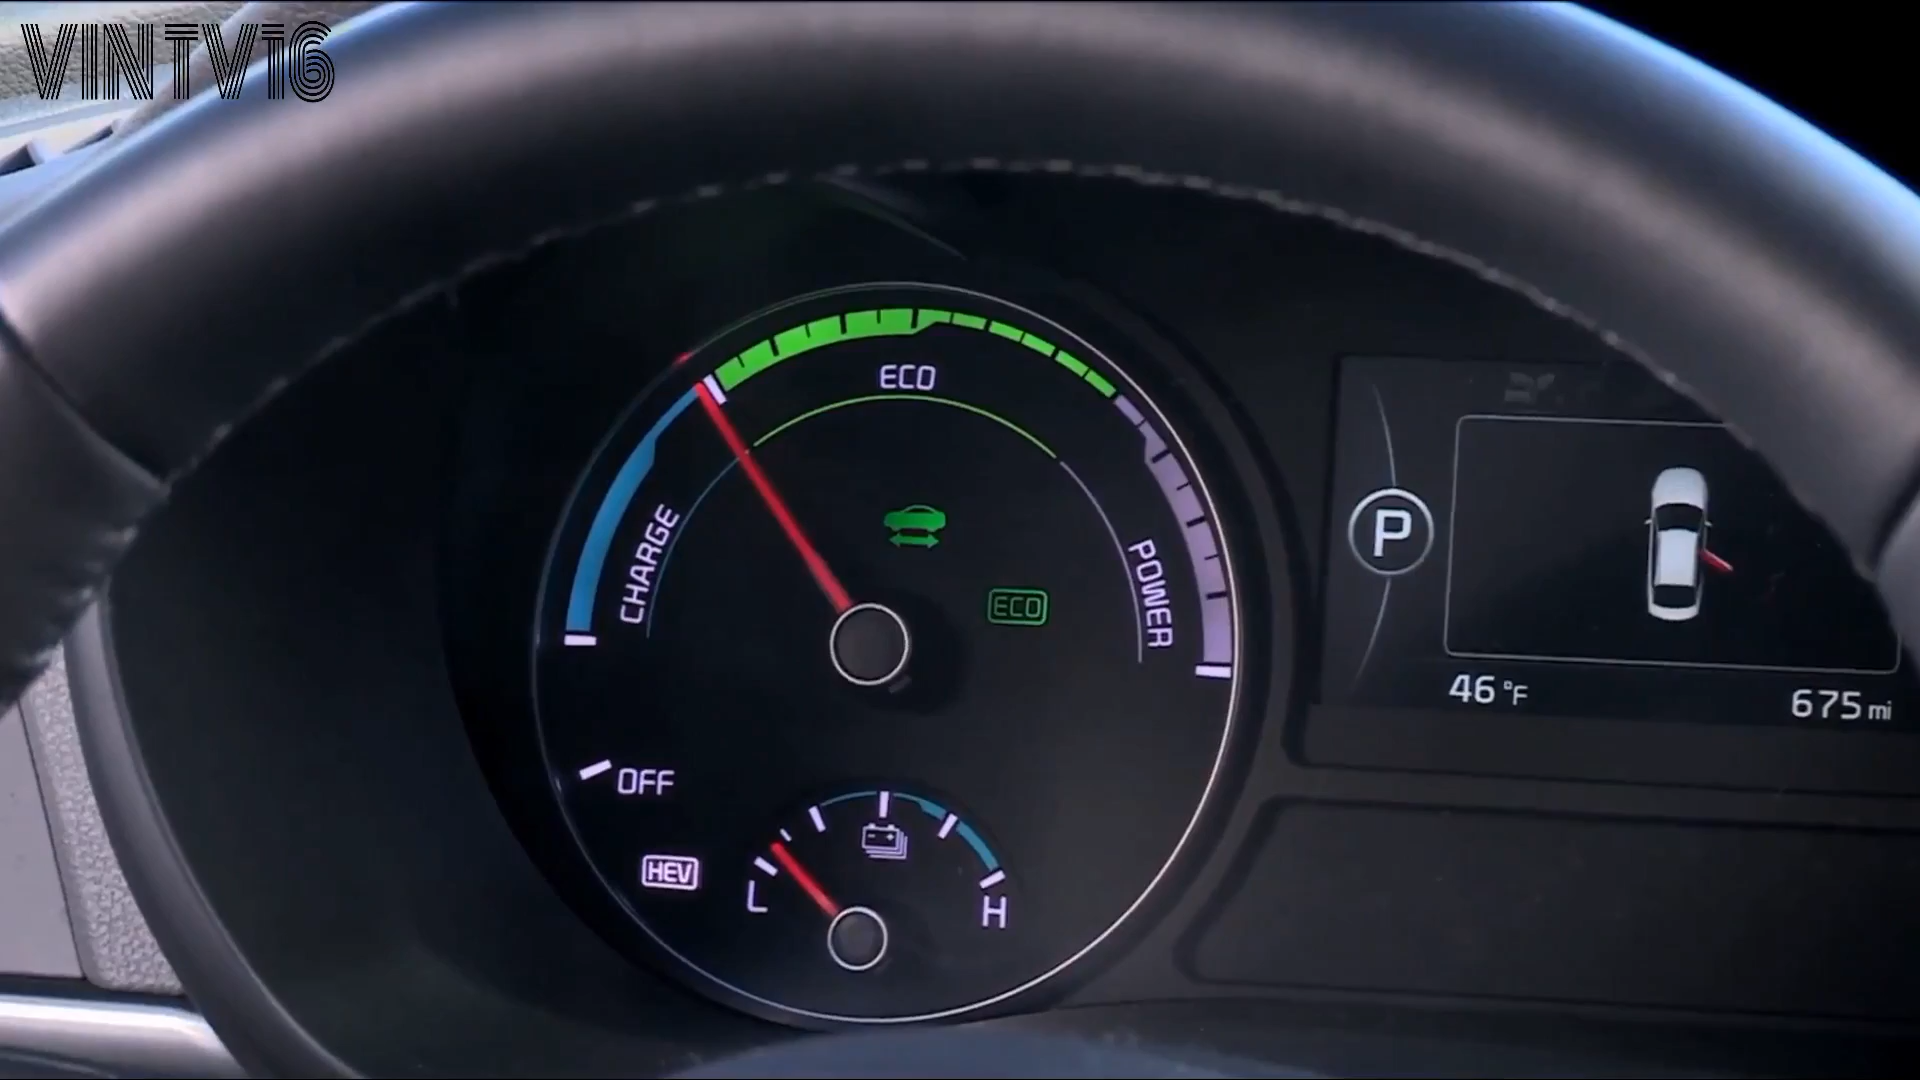 VINTV16
ECO
CHARGE
POWER
ECO
P
46 °F
675 mi
OFF
HEV
L
H